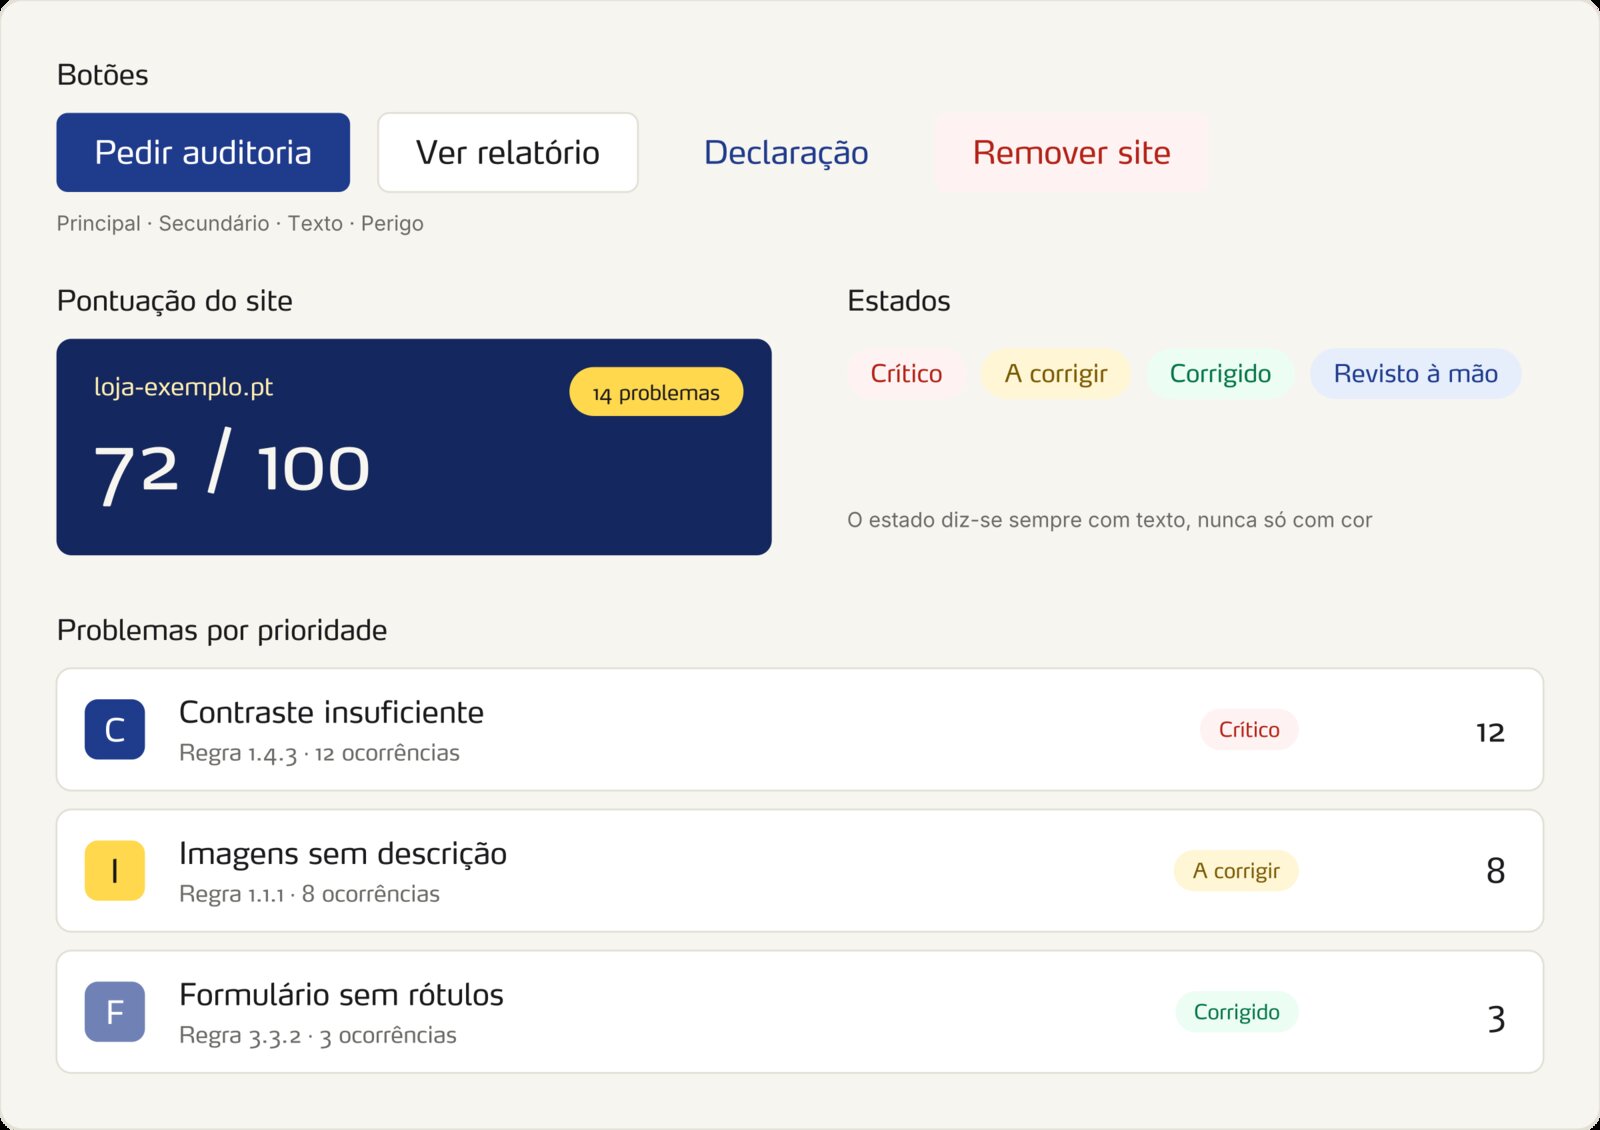 Botões
Pedir auditoria
Ver relatório
Declaração
Remover site
Principal · Secundário · Texto · Perigo
Pontuação do site
loja-exemplo.pt
14 problemas
72 / 100
Estados
Crítico
A corrigir
Corrigido
Revisto à mão
O estado diz-se sempre com texto, nunca só com cor
Problemas por prioridade
C
Contraste insuficiente
Regra 1.4.3 · 12 ocorrências
Crítico
12
I
Imagens sem descrição
Regra 1.1.1 · 8 ocorrências
A corrigir
8
F
Formulário sem rótulos
Regra 3.3.2 · 3 ocorrências
Corrigido
3